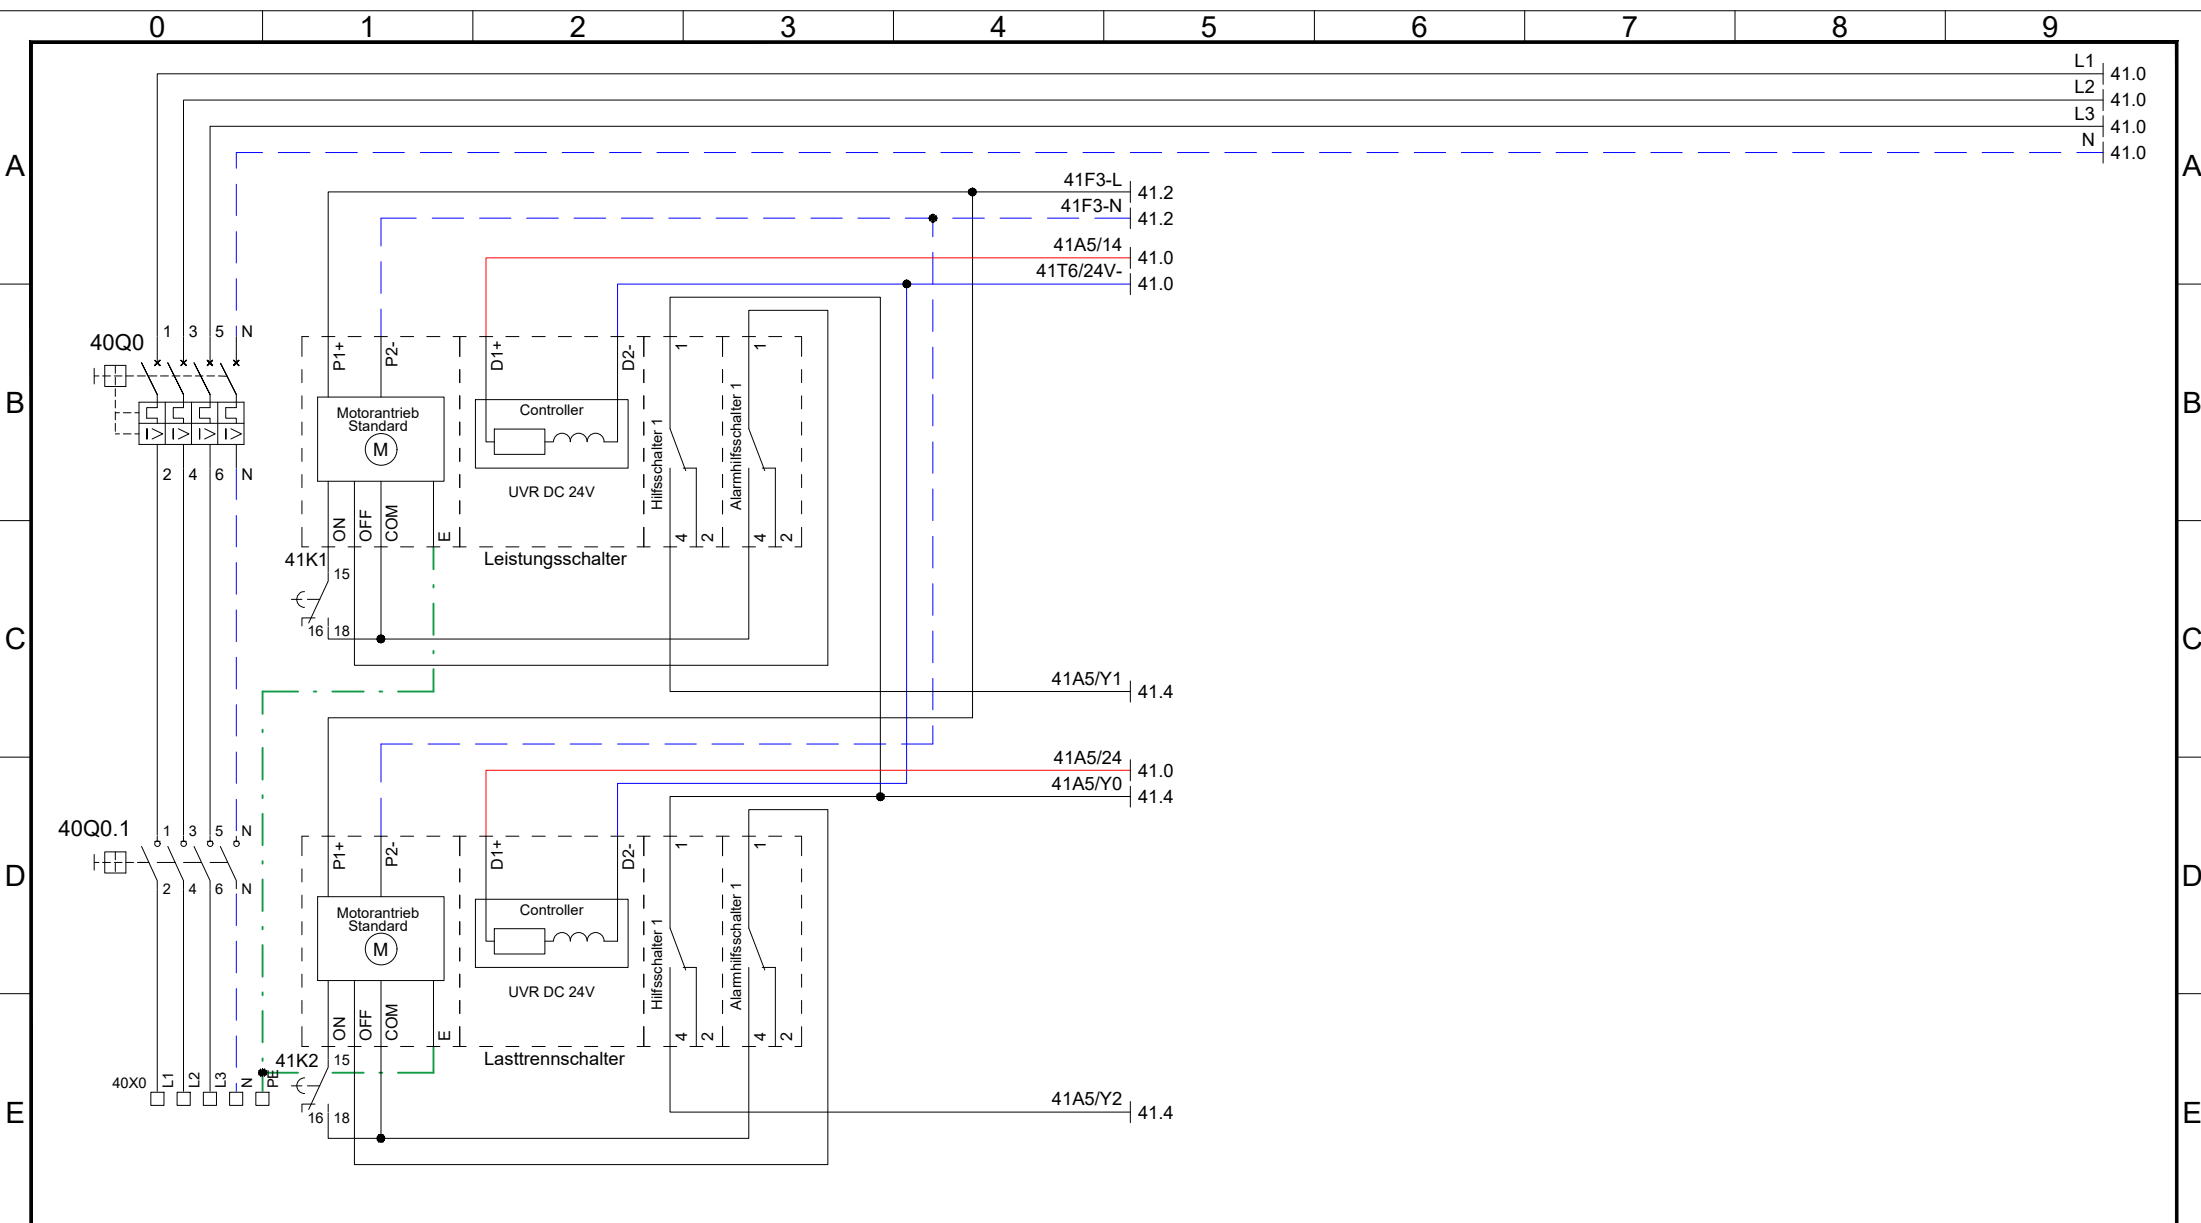 0 1 2 3 4 5 6 7 8 9
L1 41.0
L2 41.0
L3 41.0
N 41.0
A A
41F3-L 41.2
41F3-N 41.2
41A5/14 41.0
41T6/24V- 41.0
40Q0
1 3 5 N
P1+ P2- D1+ D2- 1 1
B B
Motorantrieb
Standard
M
Controller
UVR DC 24V
Hilfsschalter 1
Alarmhilfsschalter 1
I> I> I> I>
2 4 6 N
ON OFF COM E 4 2 4 2
Leistungsschalter
41K1
15
16 18
C C
41A5/Y1 41.4
41A5/24 41.0
41A5/Y0 41.4
40Q0.1
1 3 5 N
P1+ P2- D1+ D2- 1 1
D D
2 4 6 N
Motorantrieb
Standard
M
Controller
UVR DC 24V
Hilfsschalter 1
Alarmhilfsschalter 1
ON OFF COM E 4 2 4 2
Lasttrennschalter
41K2
15
16 18
40X0
L1 L2 L3 N PE
41A5/Y2 41.4
E E